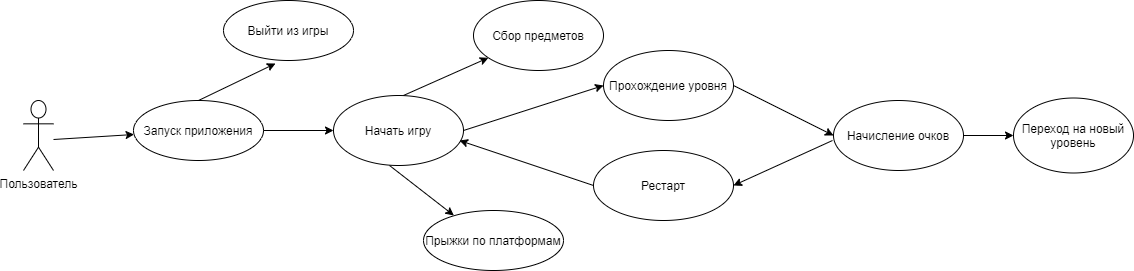 Выйти из игры
Сбор предметов
Прохождение уровня
Запуск приложения
Начать игру
Начисление очков
Переход на новый
уровень
Пользователь
Рестарт
Прыжки по платформам